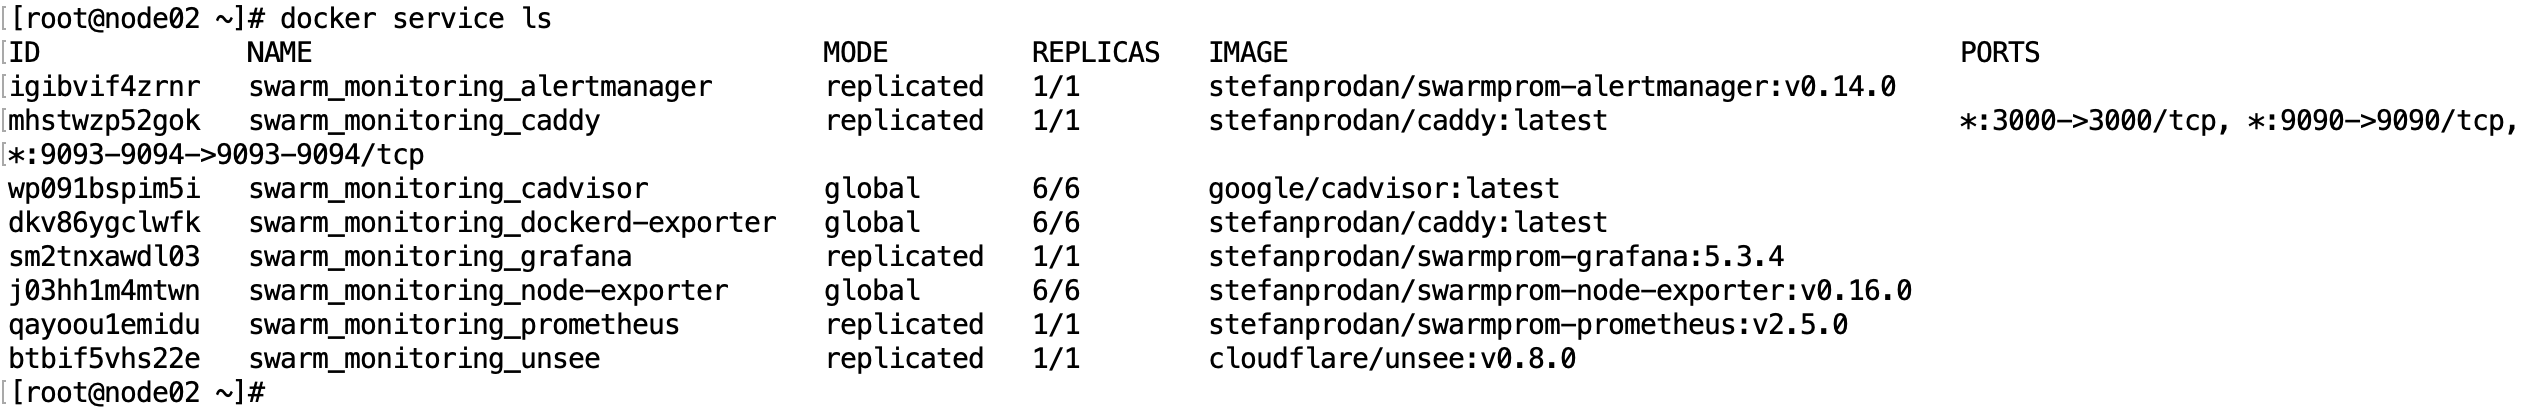 [root@node02 ~]# docker service ls
ID             NAME                                MODE         REPLICAS   IMAGE                                          PORTS
igibvif4zrnr   swarm_monitoring_alertmanager       replicated   1/1        stefanprodan/swarmprom-alertmanager:v0.14.0
mhstwzp52gok   swarm_monitoring_caddy              replicated   1/1        stefanprodan/caddy:latest                      *:3000->3000/tcp, *:9090->9090/tcp,
*:9093-9094->9093-9094/tcp
wp091bspim5i   swarm_monitoring_cadvisor           global       6/6        google/cadvisor:latest
dkv86ygclwfk   swarm_monitoring_dockerd-exporter   global       6/6        stefanprodan/caddy:latest
sm2tnxawdl03   swarm_monitoring_grafana            replicated   1/1        stefanprodan/swarmprom-grafana:5.3.4
j03hh1m4mtwn   swarm_monitoring_node-exporter      global       6/6        stefanprodan/swarmprom-node-exporter:v0.16.0
qayoou1emidu   swarm_monitoring_prometheus         replicated   1/1        stefanprodan/swarmprom-prometheus:v2.5.0
btbif5vhs22e   swarm_monitoring_unsee              replicated   1/1        cloudflare/unsee:v0.8.0
[root@node02 ~]#